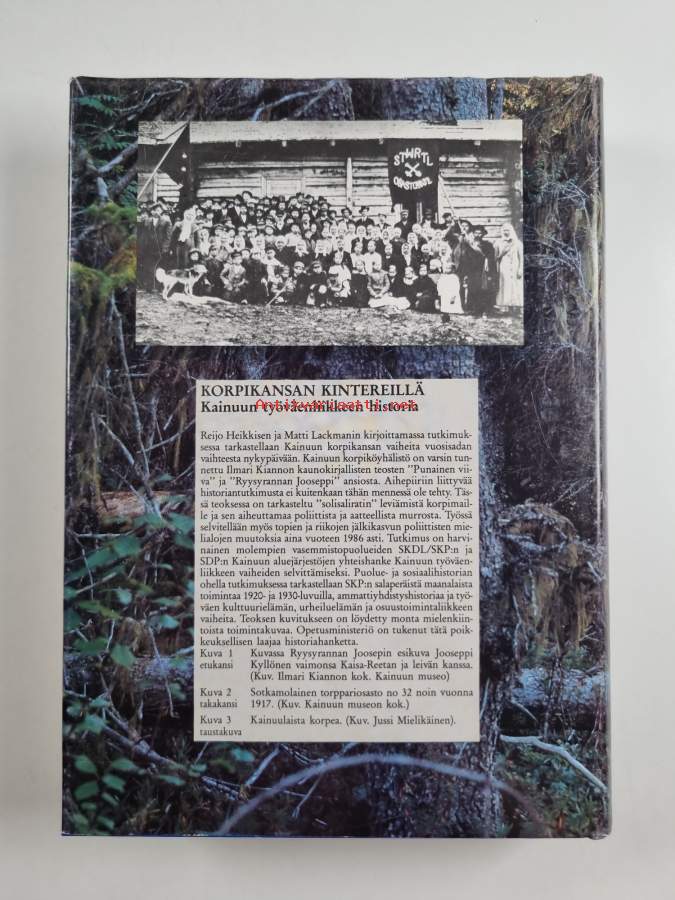 STWRTL
OSASTON
KORPIKANSAN KINTEREILLÄ
Kainuun työväenliikkeen historia
Antikvariaatti.net
Reijo Heikkisen ja Matti Lackmanin kirjoittamassa tutkimuk-
sessa tarkastellaan Kainuun korpikansan vaiheita vuosisadan
vaihteesta nykypäivään. Kainuun korpiköyhälistö on varsin tun-
nettu Ilmari Kiannon kaunokirjallisten teosten "Punainen vii-
va" ja "Ryysyrannan Jooseppi" ansiosta. Aihepiiriin liittyvää
historiantutkimusta ei kuitenkaan tähän mennessä ole tehty. Täs-
sä teoksessa on tarkasteltu "solisaliratin" leviämistä korpimail-
le ja sen aiheuttamaa poliittista ja aatteellista murrosta. Työssä
selvitellään myös topien ja riikojen jälkikasvun poliittisten mie-
lialojen muutoksia aina vuoteen 1986 asti. Tutkimus on harvi-
nainen molempien vasemmistopuolueiden SKDL/SKP:n ja
SDP:n Kainuun aluejärjestöjen yhteishanke Kainuun työväen-
liikkeen vaiheiden selvittämiseksi. Puolue- ja sosiaalihistorian
ohella tutkimuksessa tarkastellaan SKP:n salaperäistä maanalaista
toimintaa 1920- ja 1930-luvuilla, ammattiyhdistyshistoriaa ja työ-
väen kulttuurielämän, urheiluelämän ja osuustoimintaliikkeen
vaiheita. Teoksen kuvitukseen on löydetty monta mielenkiin-
toista toimintakuvaa. Opetusministeriö on tukenut tätä poik-
keuksellisen laajaa historiahanketta.
Kuva 1 Kuvassa Ryysyrannan Joosepin esikuva Jooseppi
etukansi Kyllönen vaimonsa Kaisa-Reetan ja leivän kanssa.
(Kuv. Ilmari Kiannon kok. Kainuun museo)
Kuva 2 Sotkamolainen torppariosasto no 32 noin vuonna
takakansi 1917. (Kuv. Kainuun museon kok.)
Kuva 3 Kainuulaista korpea. (Kuv. Jussi Mielikäinen).
taustakuva